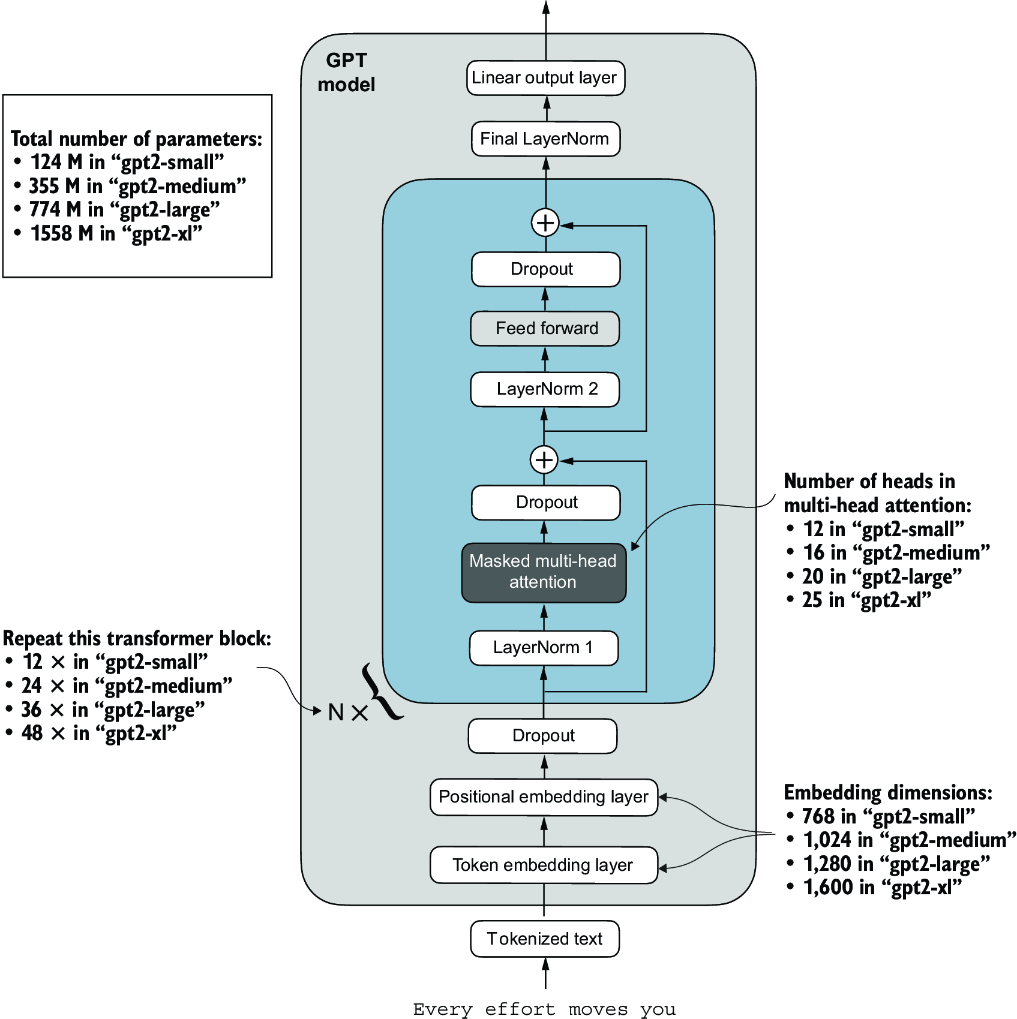 GPT
model
Linear output layer
Final LayerNorm
Total number of parameters:
• 124 M in “gpt2-small”
• 355 M in “gpt2-medium”
• 774 M in “gpt2-large”
• 1558 M in “gpt2-xl”
+
Dropout
Feed forward
LayerNorm 2
+
Dropout
Masked multi-head
attention
LayerNorm 1
Number of heads in
multi-head attention:
• 12 in “gpt2-small”
• 16 in “gpt2-medium”
• 20 in “gpt2-large”
• 25 in “gpt2-xl”
Repeat this transformer block:
• 12 × in “gpt2-small”
• 24 × in “gpt2-medium”
• 36 × in “gpt2-large”
• 48 × in “gpt2-xl”
N × {
Dropout
Positional embedding layer
Token embedding layer
Embedding dimensions:
• 768 in “gpt2-small”
• 1,024 in “gpt2-medium”
• 1,280 in “gpt2-large”
• 1,600 in “gpt2-xl”
Tokenized text
Every effort moves you